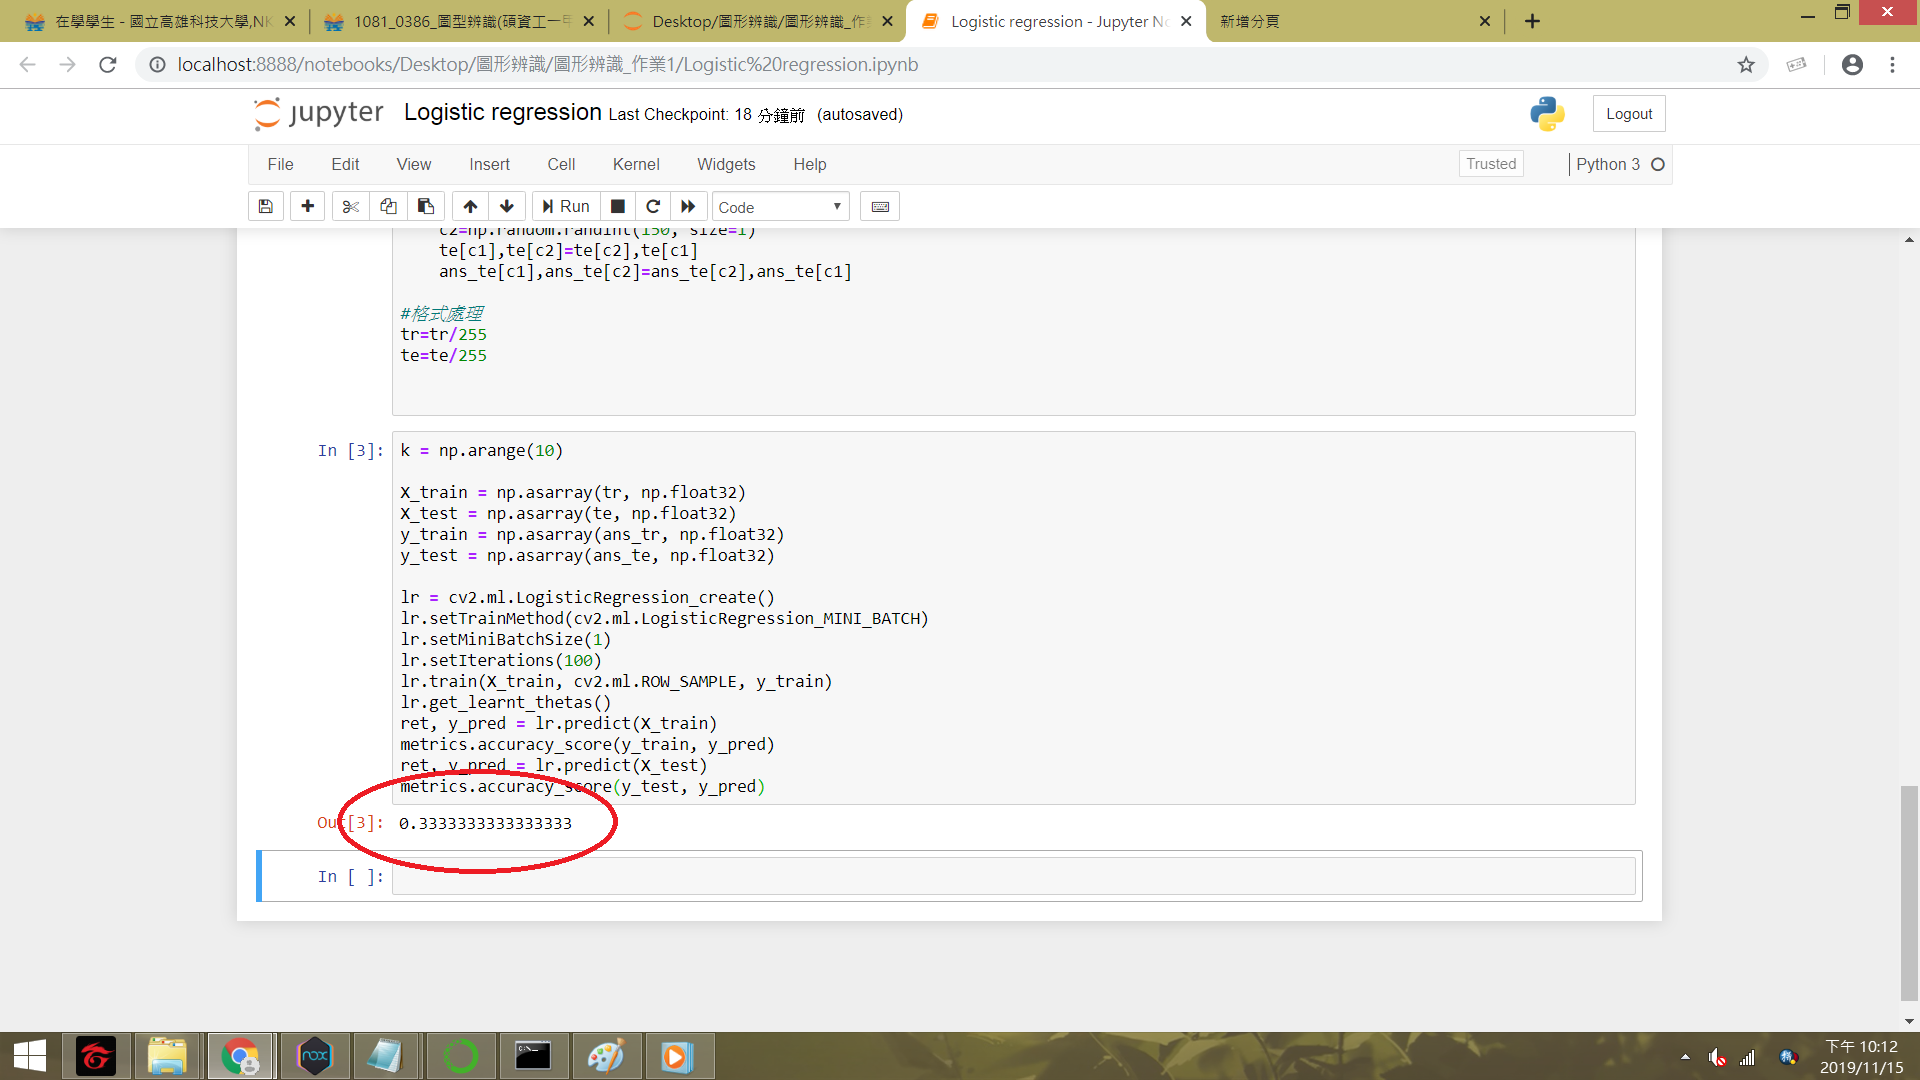 在學學生 - 國立高雄科技大學,NK
1081_0386_圖型辨識(碩資工一甲
Desktop/圖形辨識/圖形辨識_作業
Logistic regression - Jupyter No
新增分頁
localhost:8888/notebooks/Desktop/圖形辨識/圖形辨識_作業1/Logistic%20regression.ipynb
jupyter Logistic regression Last Checkpoint: 18 分鐘前 (autosaved)
Logout
File Edit View Insert Cell Kernel Widgets Help
Trusted
Python 3
Run
Code
c2=np.random.randint(150, size=1)
te[c1],te[c2]=te[c2],te[c1]
ans_te[c1],ans_te[c2]=ans_te[c2],ans_te[c1]
#格式處理
tr=tr/255
te=te/255
In [3]:
k = np.arange(10)
X_train = np.asarray(tr, np.float32)
X_test = np.asarray(te, np.float32)
y_train = np.asarray(ans_tr, np.float32)
y_test = np.asarray(ans_te, np.float32)
lr = cv2.ml.LogisticRegression_create()
lr.setTrainMethod(cv2.ml.LogisticRegression_MINI_BATCH)
lr.setMiniBatchSize(1)
lr.setIterations(100)
lr.train(X_train, cv2.ml.ROW_SAMPLE, y_train)
lr.get_learnt_thetas()
ret, y_pred = lr.predict(X_train)
metrics.accuracy_score(y_train, y_pred)
ret, y_pred = lr.predict(X_test)
metrics.accuracy_score(y_test, y_pred)
Out[3]: 0.3333333333333333
In [ ]:
nox
下午 10:12
2019/11/15